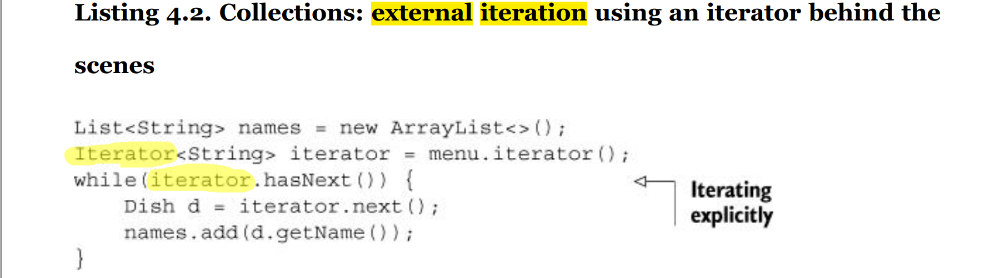 Listing 4.2. Collections: external iteration using an iterator behind the
scenes
List<String> names = new ArrayList<>();
Iterator<String> iterator = menu.iterator();
while(iterator.hasNext()) {
    Dish d = iterator.next();
    names.add(d.getName());
}
Iterating
explicitly